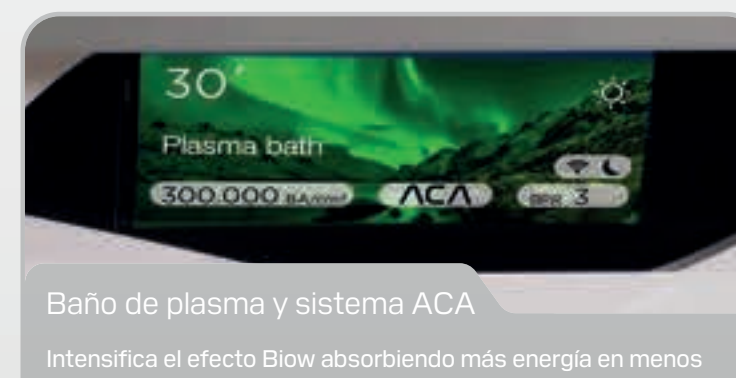 30'
Plasma bath
300.000
ACA
BPR 3
Baño de plasma y sistema ACA
Intensifica el efecto Biow absorbiendo más energía en menos